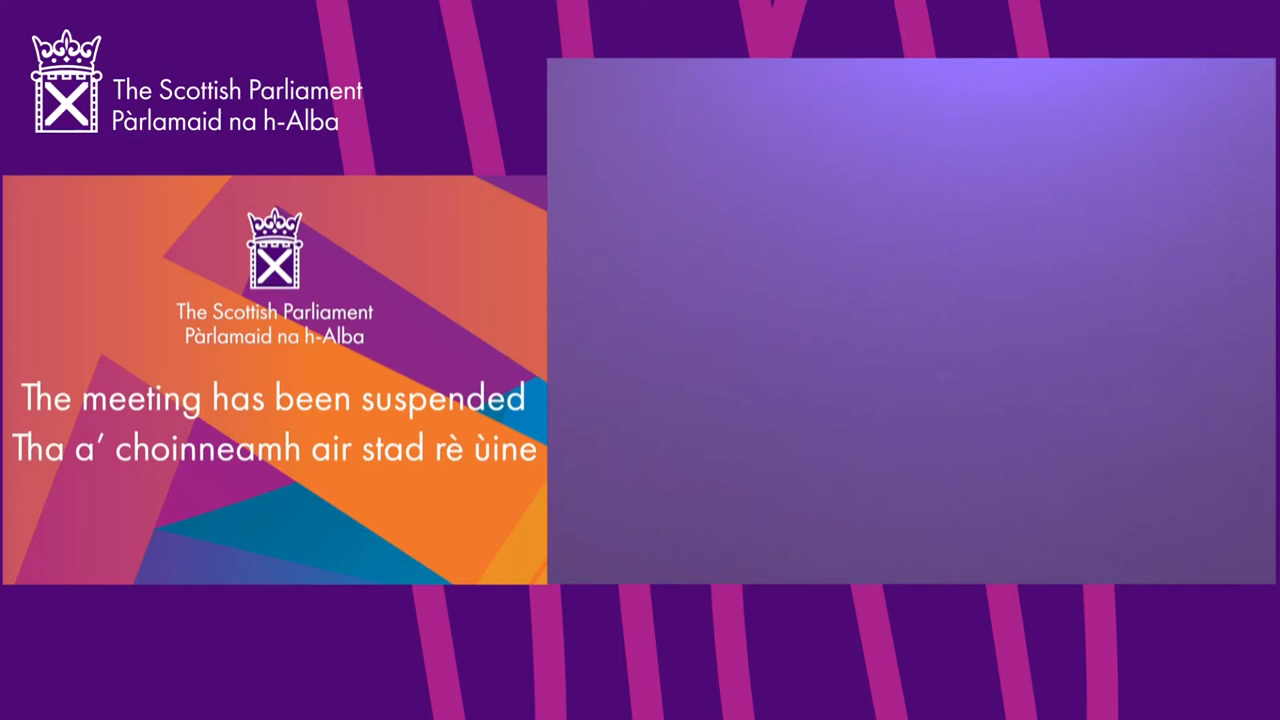 The Scottish Parliament
Pàrlamaid na h-Alba
The Scottish Parliament
Pàrlamaid na h-Alba
The meeting has been suspended
Tha a’ choinneamh air stad rè ùine